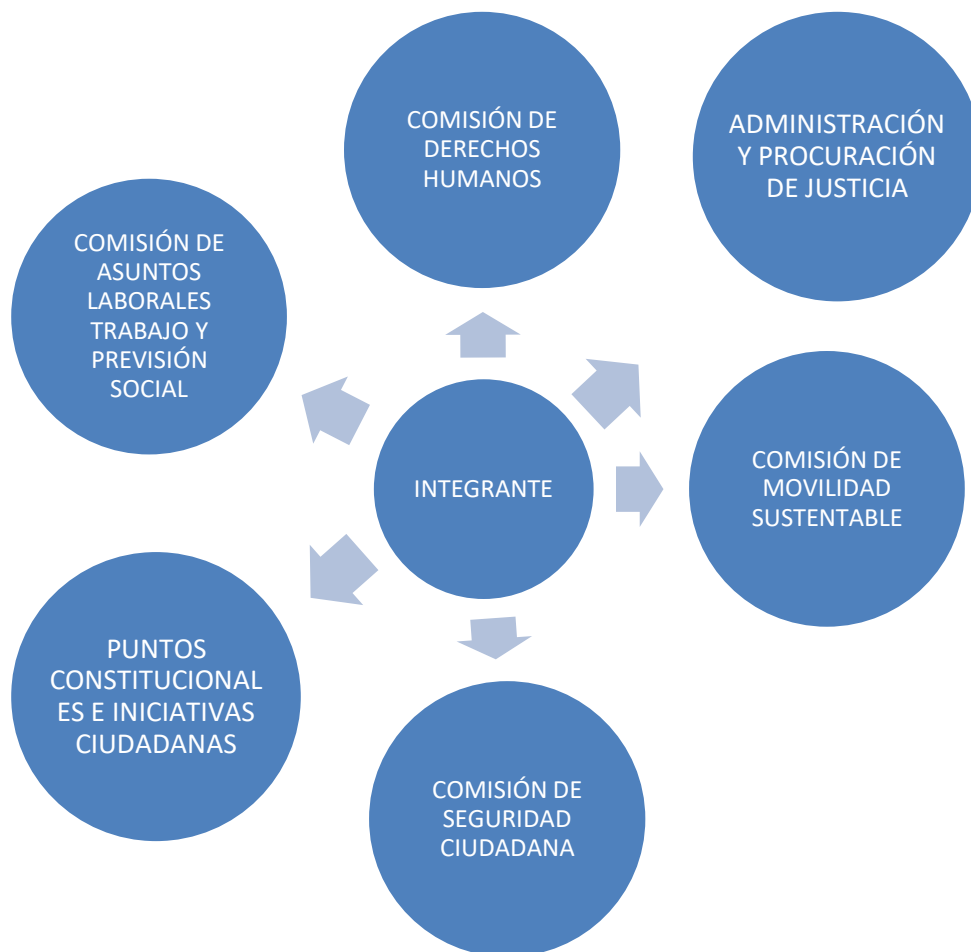 COMISIÓN DE
DERECHOS
HUMANOS
ADMINISTRACIÓN
Y PROCURACIÓN
DE JUSTICIA
COMISIÓN DE
ASUNTOS
LABORALES
TRABAJO Y
PREVISIÓN
SOCIAL
INTEGRANTE
COMISIÓN DE
MOVILIDAD
SUSTENTABLE
PUNTOS
CONSTITUCIONAL
ES E INICIATIVAS
CIUDADANAS
COMISIÓN DE
SEGURIDAD
CIUDADANA